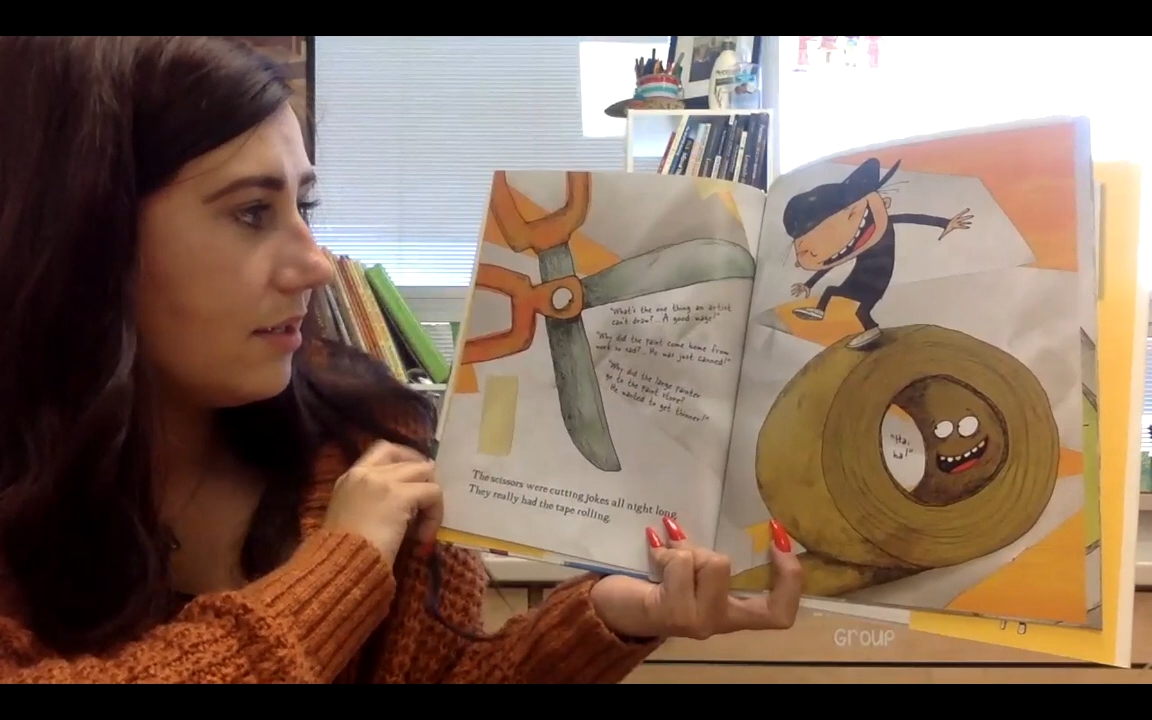 "What's the one thing an artist
can't draw?... A good wage!"
"Why did the paint come home from
work so sad?... He was just canned!"
"Why did the large painter
go to the paint store?
He wanted to get thinner!"
The scissors were cutting jokes all night long.
They really had the tape rolling.
"Ha,
ha!"
Group